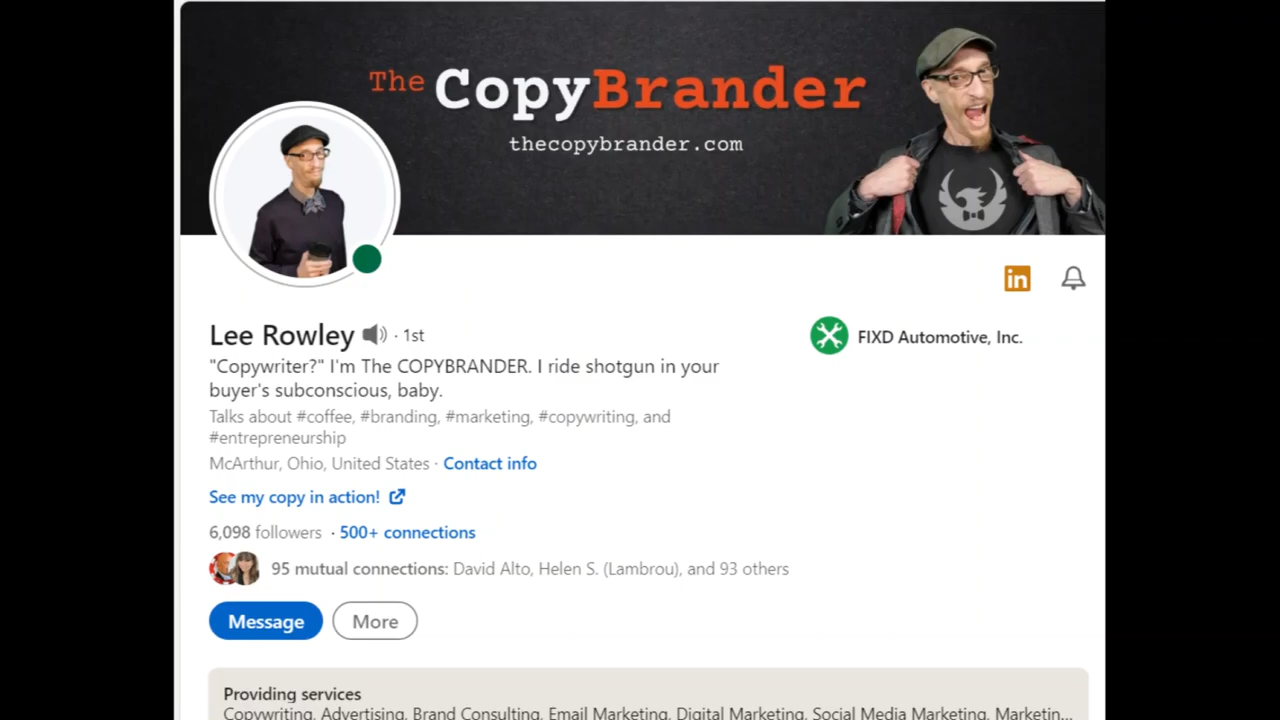 The CopyBrander
thecopybrander.com
in
Lee Rowley · 1st
FIXD Automotive, Inc.
"Copywriter?" I'm The COPYBRANDER. I ride shotgun in your
buyer's subconscious, baby.
Talks about #coffee, #branding, #marketing, #copywriting, and
#entrepreneurship
McArthur, Ohio, United States · Contact info
See my copy in action!
6,098 followers · 500+ connections
95 mutual connections: David Alto, Helen S. (Lambrou), and 93 others
Message
More
Providing services
Copywriting, Advertising, Brand Consulting, Email Marketing, Digital Marketing, Social Media Marketing, Marketin...